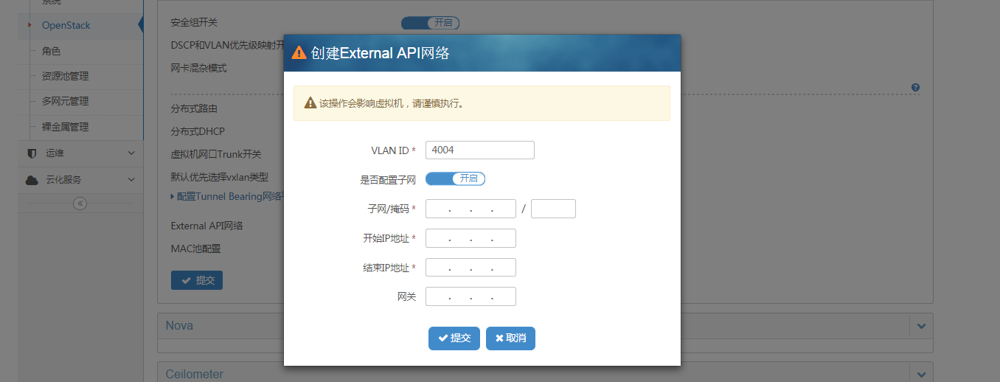 系统
OpenStack
角色
资源池管理
多网元管理
裸金属管理
运维
云化服务
安全组开关
开启
DSCP和VLAN优先级映射开
网卡混杂模式
分布式路由
分布式DHCP
虚拟机网口Trunk开关
默认优先选择vxlan类型
配置Tunnel Bearing网络
External API网络
MAC池配置
提交
Nova
Ceilometer
创建External API网络
该操作会影响虚拟机，请谨慎执行。
VLAN ID * 4004
是否配置子网 开启
子网/掩码 * . . . /
开始IP地址 * . . .
结束IP地址 * . . .
网关 . . .
提交 取消